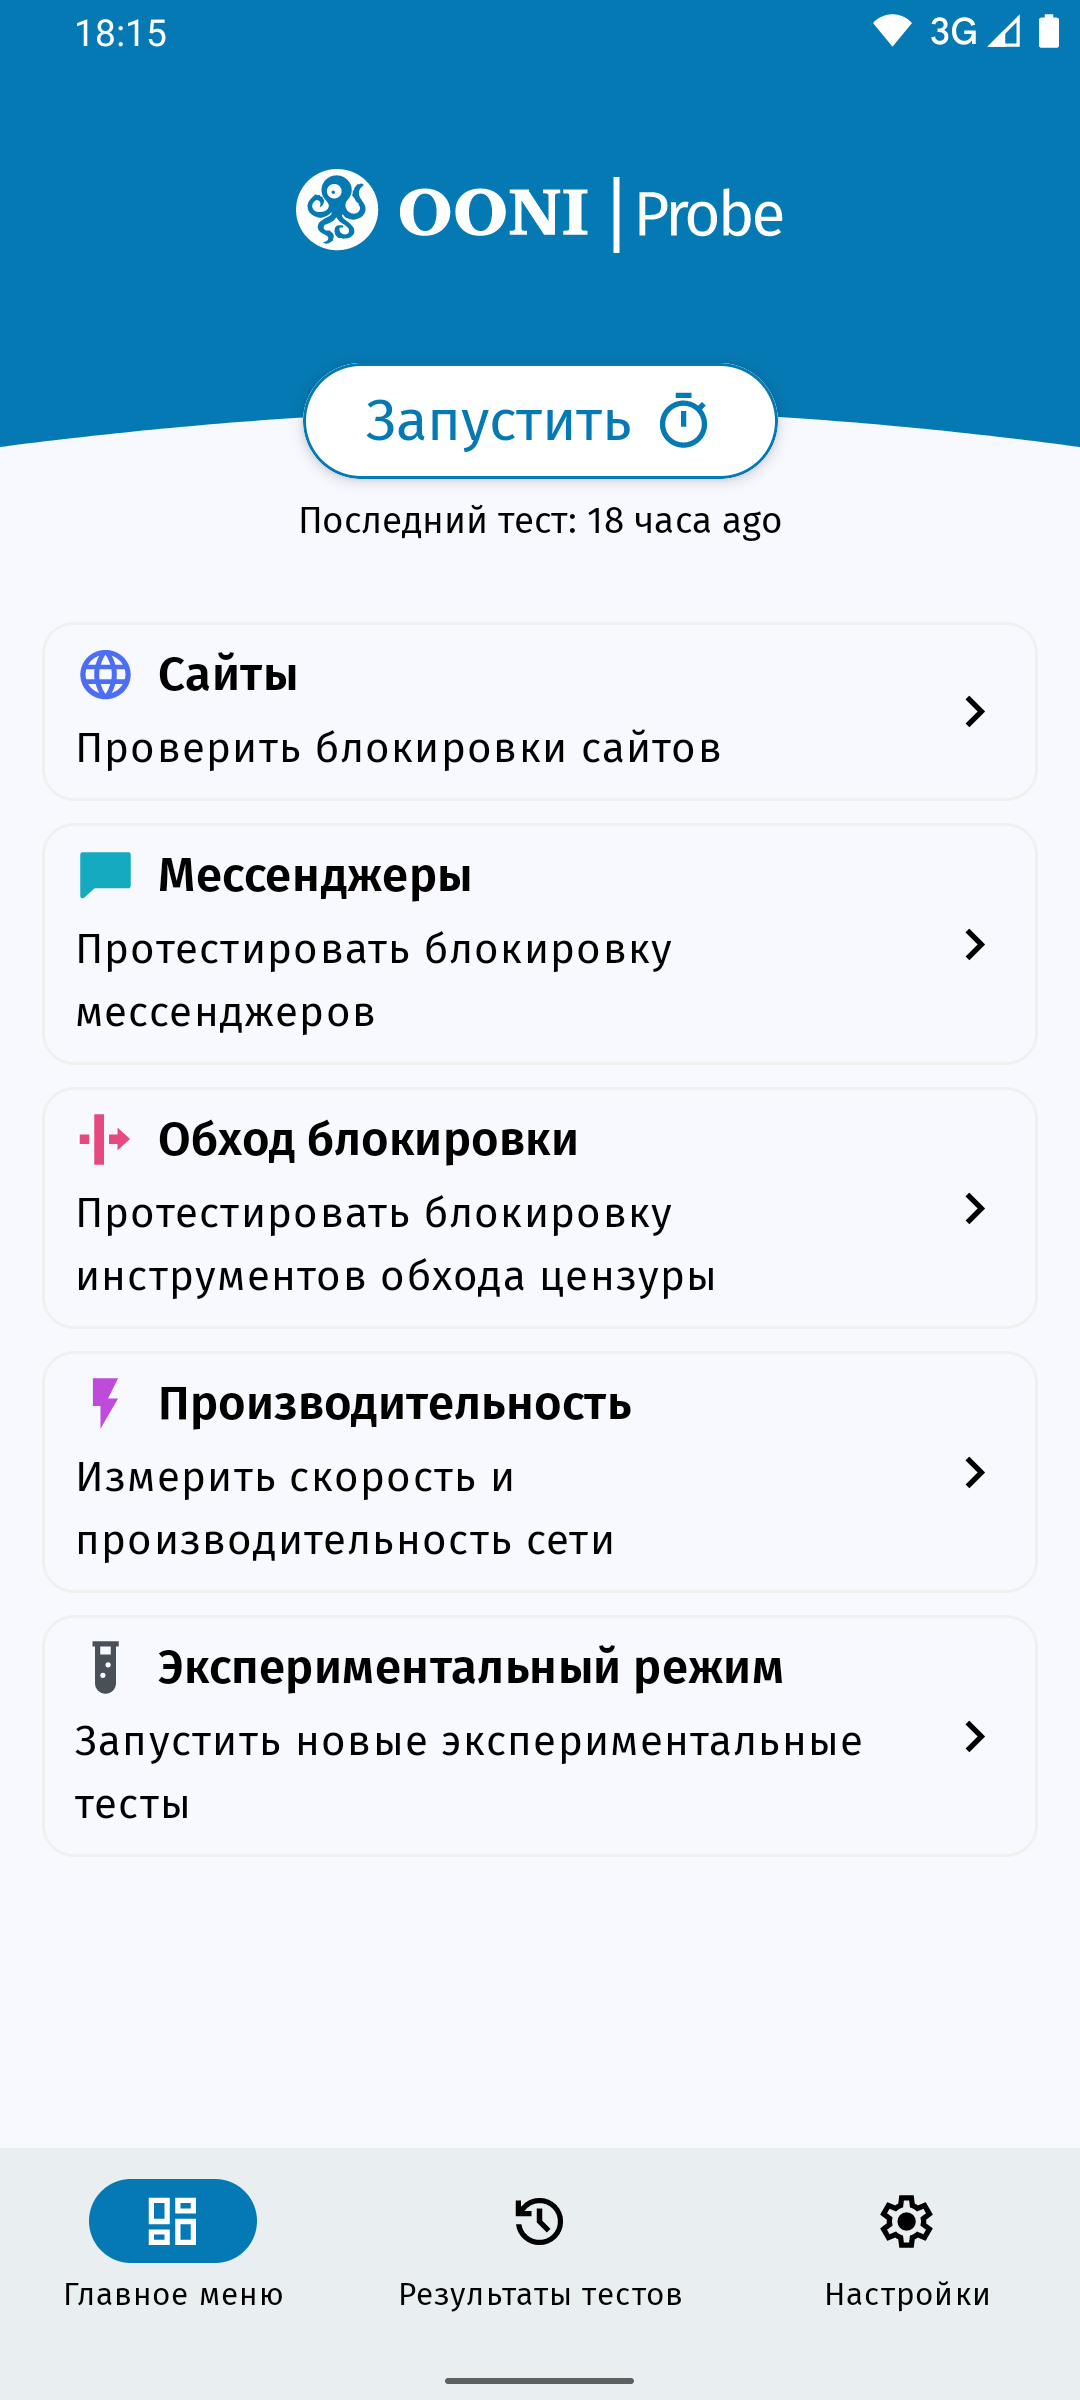 18:15
3G
OONI | Probe
Запустить
Последний тест: 18 часа ago
Сайты
Проверить блокировки сайтов
Мессенджеры
Протестировать блокировку
мессенджеров
Обход блокировки
Протестировать блокировку
инструментов обхода цензуры
Производительность
Измерить скорость и
производительность сети
Экспериментальный режим
Запустить новые экспериментальные
тесты
Главное меню
Результаты тестов
Настройки